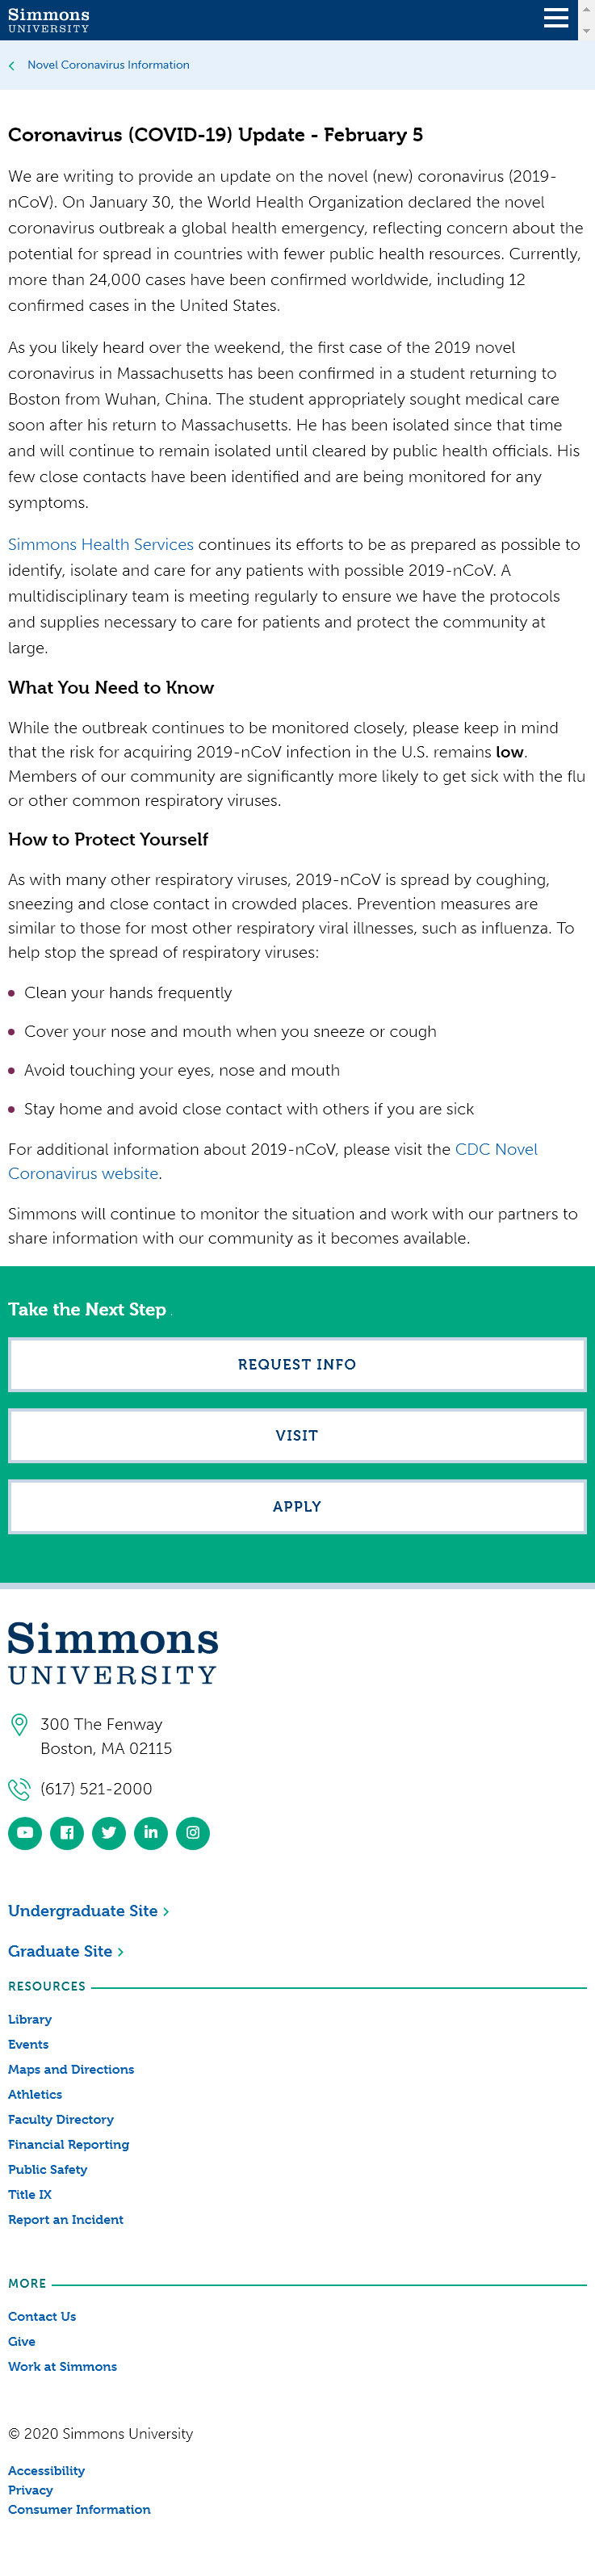 Simmons
UNIVERSITY
Novel Coronavirus Information
Coronavirus (COVID-19) Update - February 5
We are writing to provide an update on the novel (new) coronavirus (2019-
nCoV). On January 30, the World Health Organization declared the novel
coronavirus outbreak a global health emergency, reflecting concern about the
potential for spread in countries with fewer public health resources. Currently,
more than 24,000 cases have been confirmed worldwide, including 12
confirmed cases in the United States.
As you likely heard over the weekend, the first case of the 2019 novel
coronavirus in Massachusetts has been confirmed in a student returning to
Boston from Wuhan, China. The student appropriately sought medical care
soon after his return to Massachusetts. He has been isolated since that time
and will continue to remain isolated until cleared by public health officials. His
few close contacts have been identified and are being monitored for any
symptoms.
Simmons Health Services continues its efforts to be as prepared as possible to
identify, isolate and care for any patients with possible 2019-nCoV. A
multidisciplinary team is meeting regularly to ensure we have the protocols
and supplies necessary to care for patients and protect the community at
large.
What You Need to Know
While the outbreak continues to be monitored closely, please keep in mind
that the risk for acquiring 2019-nCoV infection in the U.S. remains low.
Members of our community are significantly more likely to get sick with the flu
or other common respiratory viruses.
How to Protect Yourself
As with many other respiratory viruses, 2019-nCoV is spread by coughing,
sneezing and close contact in crowded places. Prevention measures are
similar to those for most other respiratory viral illnesses, such as influenza. To
help stop the spread of respiratory viruses:
Clean your hands frequently
Cover your nose and mouth when you sneeze or cough
Avoid touching your eyes, nose and mouth
Stay home and avoid close contact with others if you are sick
For additional information about 2019-nCoV, please visit the CDC Novel
Coronavirus website.
Simmons will continue to monitor the situation and work with our partners to
share information with our community as it becomes available.
Take the Next Step .
REQUEST INFO
VISIT
APPLY
Simmons
UNIVERSITY
300 The Fenway
Boston, MA 02115
(617) 521-2000
Undergraduate Site
Graduate Site
RESOURCES
Library
Events
Maps and Directions
Athletics
Faculty Directory
Financial Reporting
Public Safety
Title IX
Report an Incident
MORE
Contact Us
Give
Work at Simmons
© 2020 Simmons University
Accessibility
Privacy
Consumer Information